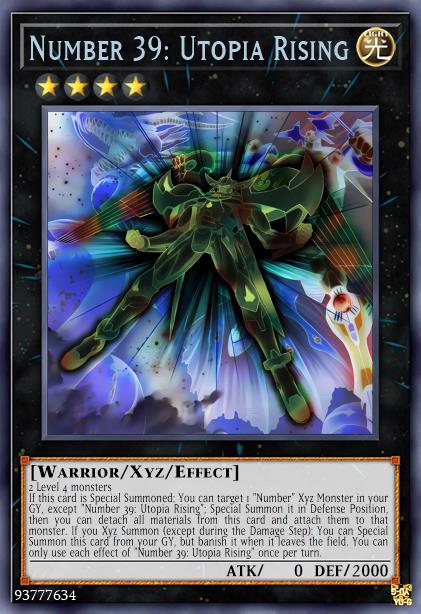 NUMBER 39: UTOPIA RISING
LIGHT
光
[WARRIOR/XYZ/EFFECT]
2 Level 4 monsters
If this card is Special Summoned: You can target 1 "Number" Xyz Monster in your
GY, except "Number 39: Utopia Rising"; Special Summon it in Defense Position,
then you can detach all materials from this card and attach them to that
monster. If you Xyz Summon (except during the Damage Step): You can Special
Summon this card from your GY, but banish it when it leaves the field. You can
only use each effect of "Number 39: Utopia Rising" once per turn.
ATK/ 0 DEF/2000
93777634